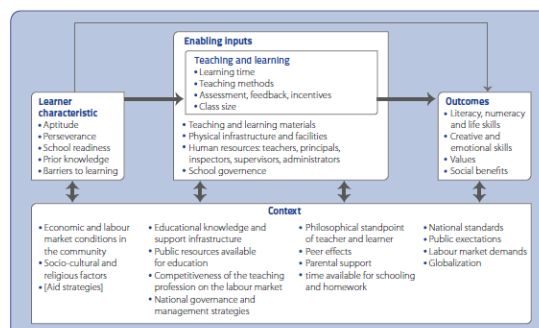 Enabling inputs
Teaching and learning
• Learning time
• Teaching methods
• Assessment, feedback, incentives
• Class size
• Teaching and learning materials
• Physical infrastructure and facilities
• Human resources: teachers, principals,
inspectors, supervisors, administrators
• School governance
Learner
characteristic
• Aptitude
• Perseverance
• School readiness
• Prior knowledge
• Barriers to learning
Outcomes
• Literacy, numeracy
and life skills
• Creative and
emotional skills
• Values
• Social benefits
Context
• Economic and labour
market conditions in
the community
• Socio-cultural and
religious factors
• [Aid strategies]
• Educational knowledge and
support infrastructure
• Public resources available
for education
• Competitiveness of the teaching
profession on the labour market
• National governance and
management strategies
• Philosophical standpoint
of teacher and learner
• Peer effects
• Parental support
• time available for schooling
and homework
• National standards
• Public exectations
• Labour market demands
• Globalization